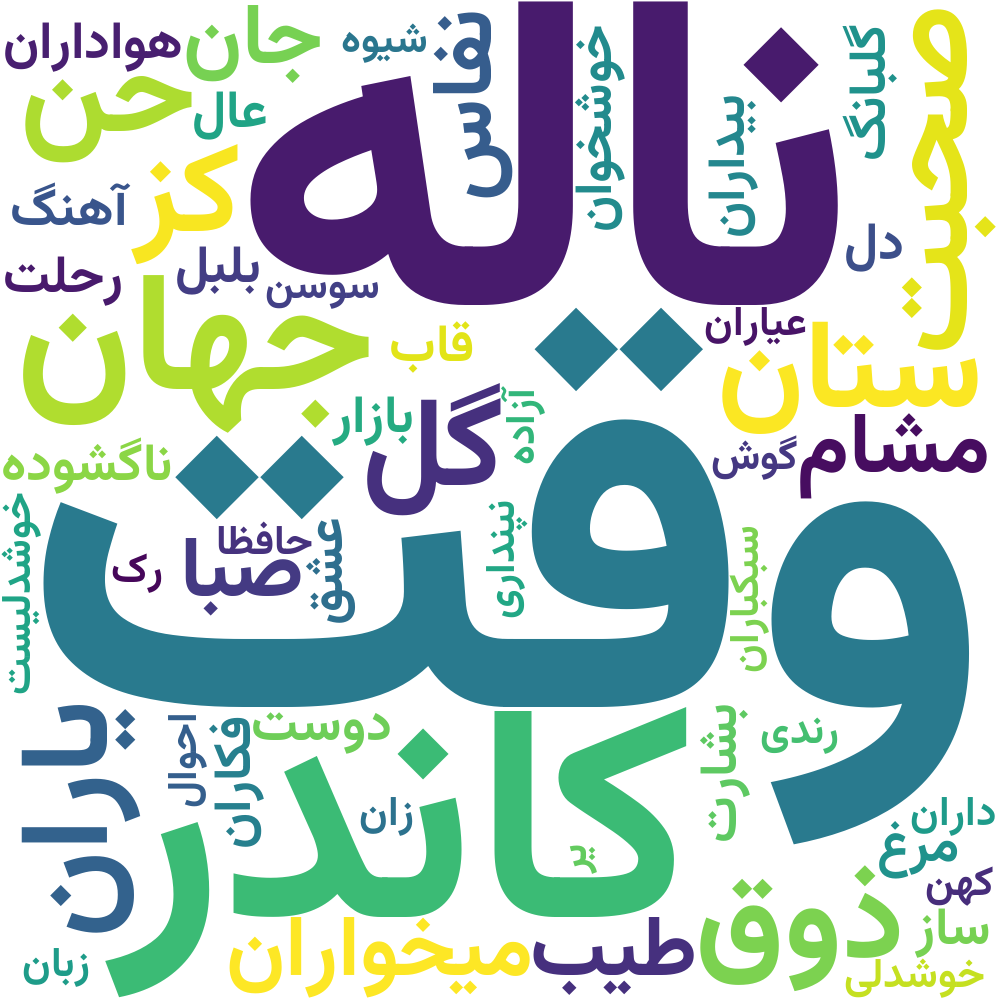 هواداران
جان
شیوه
نفاس
خوشخوان
ناله
بیداران
گلبانگ
صحبت
حن
عال
کز
آهنگ
دل
رحلت
بلبل
سوسن
جهان
قاب
عیاران
ستان
بازار
گل
آزاده
گوش
مشام
ناگشوده
وقت
خوشدلیست
صبا
حافظا
رک
عشق
نپنداری
سبکباران
یاران
احوال
فکاران
دوست
کاندر
بشارت
رندی
زان
یر
داران
مرغ
کهن
ذوق
ساز
زبان
میخواران
طیب
خوشدلی